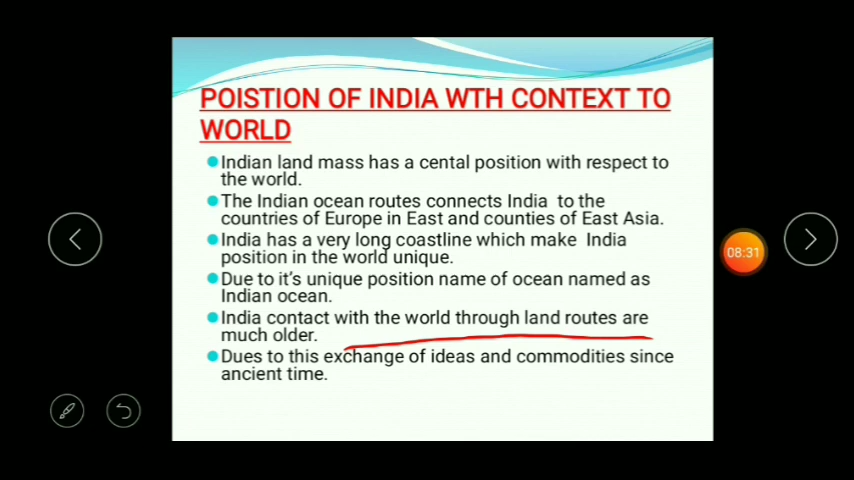 POISTION OF INDIA WTH CONTEXT TO
WORLD
Indian land mass has a cental position with respect to
the world.
The Indian ocean routes connects India to the
countries of Europe in East and counties of East Asia.
India has a very long coastline which make India
position in the world unique.
Due to it's unique position name of ocean named as
Indian ocean.
India contact with the world through land routes are
much older.
Dues to this exchange of ideas and commodities since
ancient time.
08:31